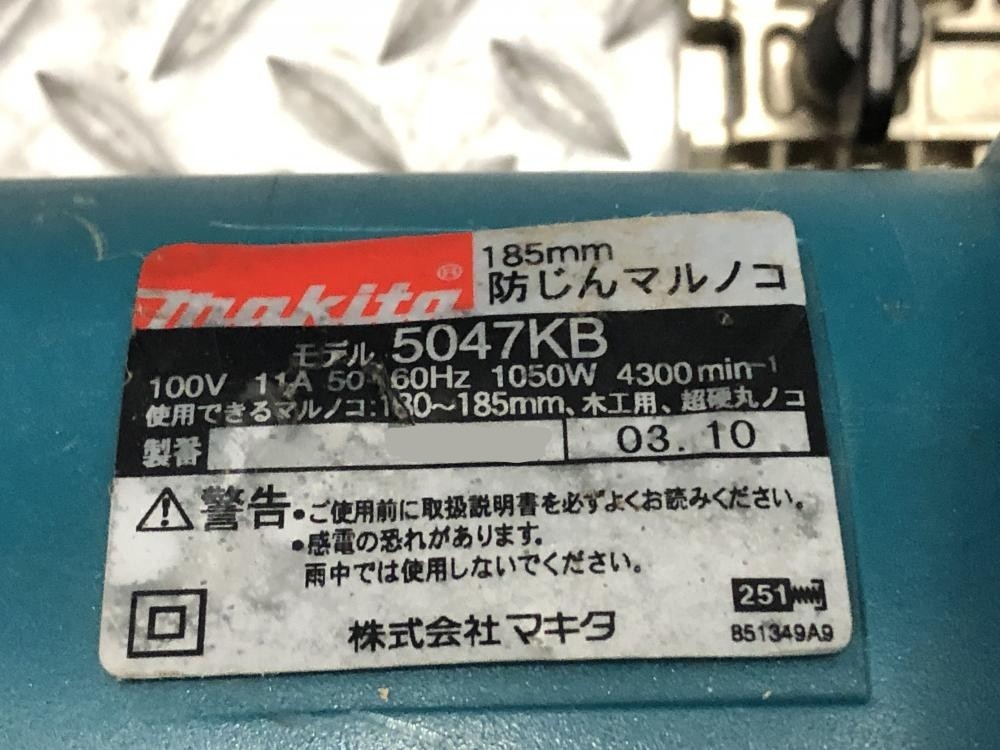 makita®
185mm
防じんマルノコ
モデル 5047KB
100V 11A 50 60Hz 1050W 4300min⁻¹
使用できるマルノコ:180～185mm、木工用、超硬丸ノコ
製番 03.10
警告 •ご使用前に取扱説明書を必ずよくお読みください。
•感電の恐れがあります。
雨中では使用しないでください。
株式会社マキタ
251
851349A9